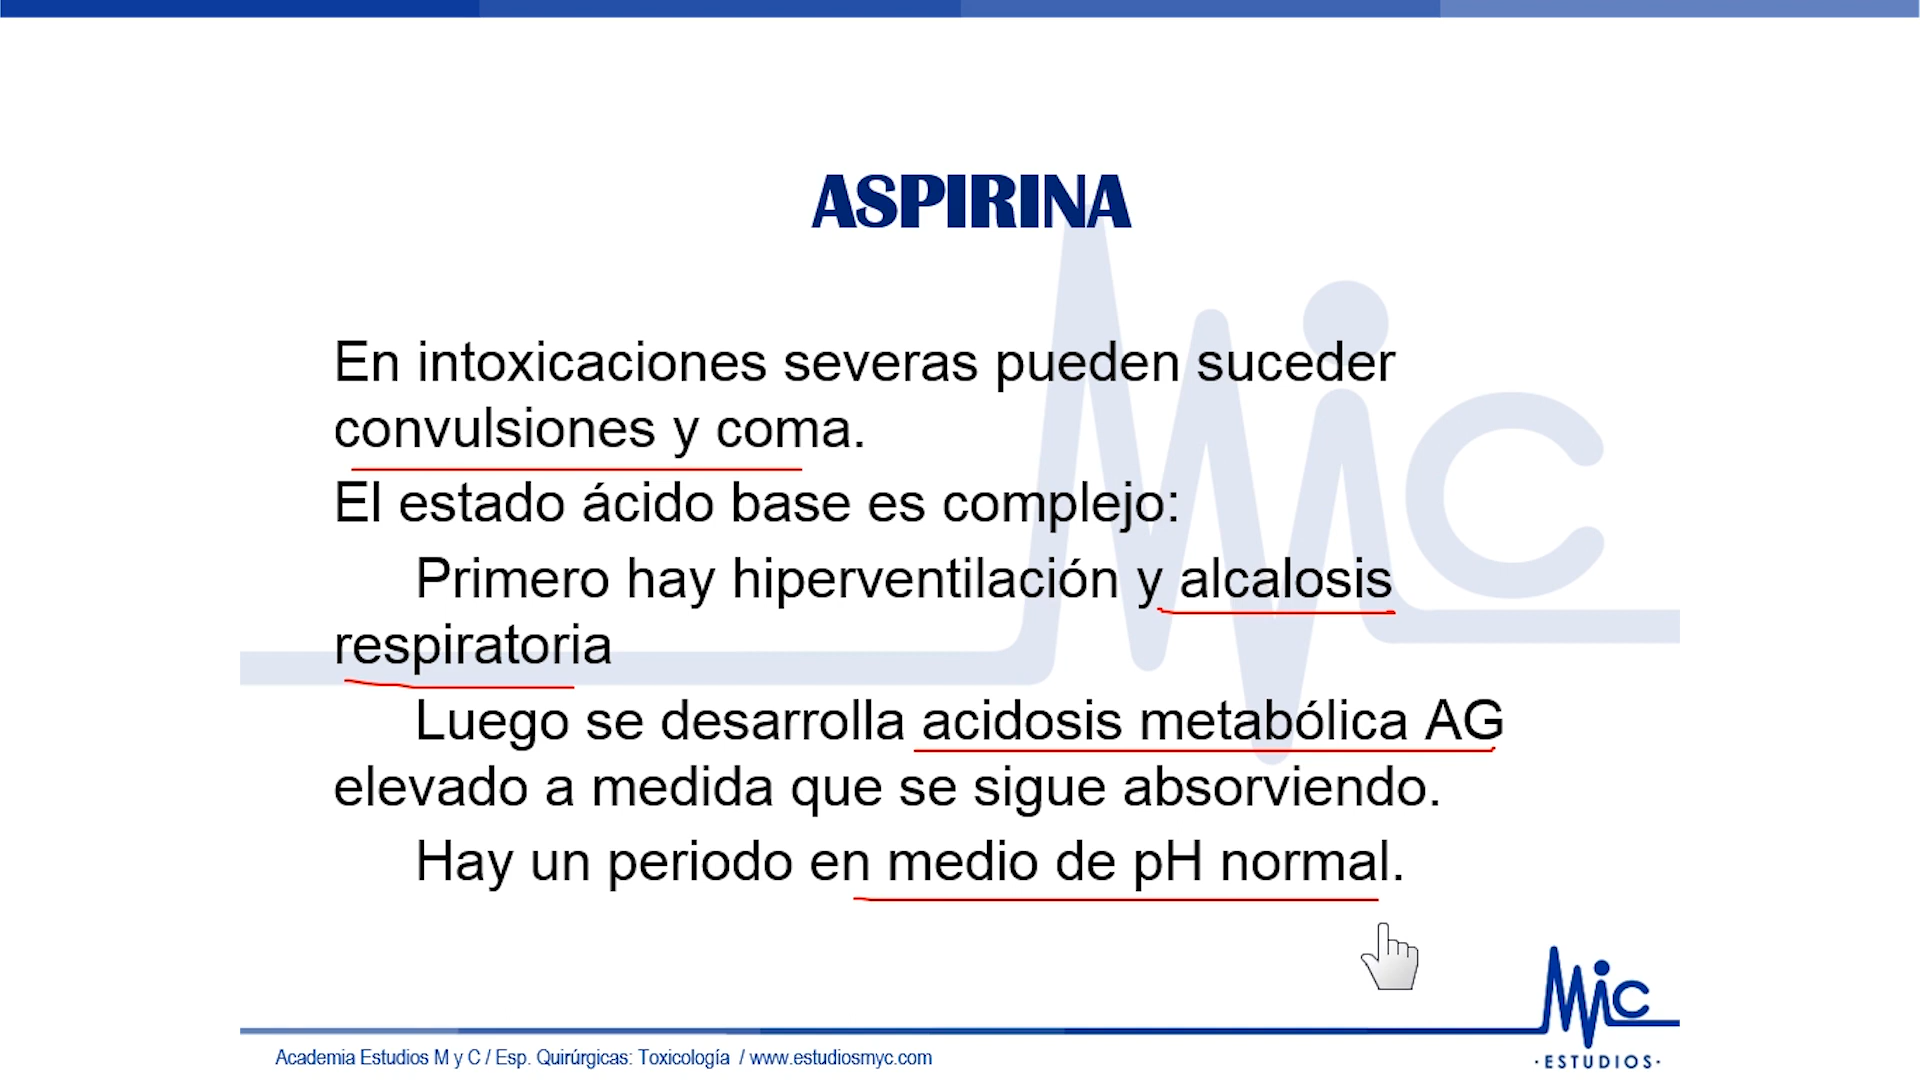 ASPIRINA
En intoxicaciones severas pueden suceder
convulsiones y coma.
El estado ácido base es complejo:
Primero hay hiperventilación y alcalosis
respiratoria
Luego se desarrolla acidosis metabólica AG
elevado a medida que se sigue absorviendo.
Hay un periodo en medio de pH normal.
MiC
MiC
·ESTUDIOS·
Academia Estudios M y C / Esp. Quirúrgicas: Toxicología / www.estudiosmyc.com